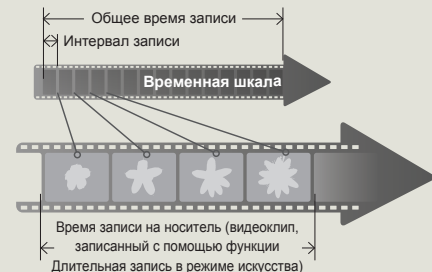 Общее время записи
Интервал записи
Временная шкала
Время записи на носитель (видеоклип,
записанный с помощью функции
Длительная запись в режиме искусства)